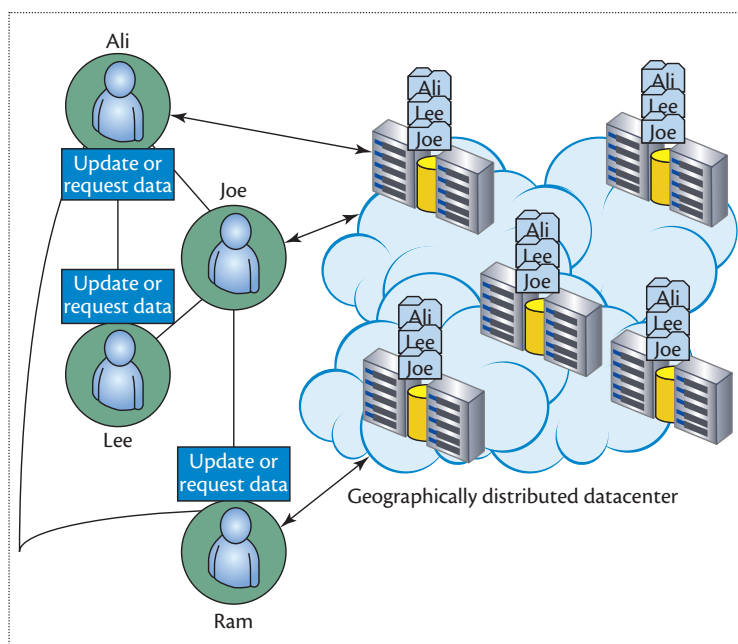 Ali
Update or
request data
Joe
Update or
request data
Lee
Update or
request data
Ram
Ali
Lee
Joe
Ali
Lee
Joe
Ali
Lee
Joe
Ali
Lee
Joe
Ali
Lee
Joe
Geographically distributed datacenter